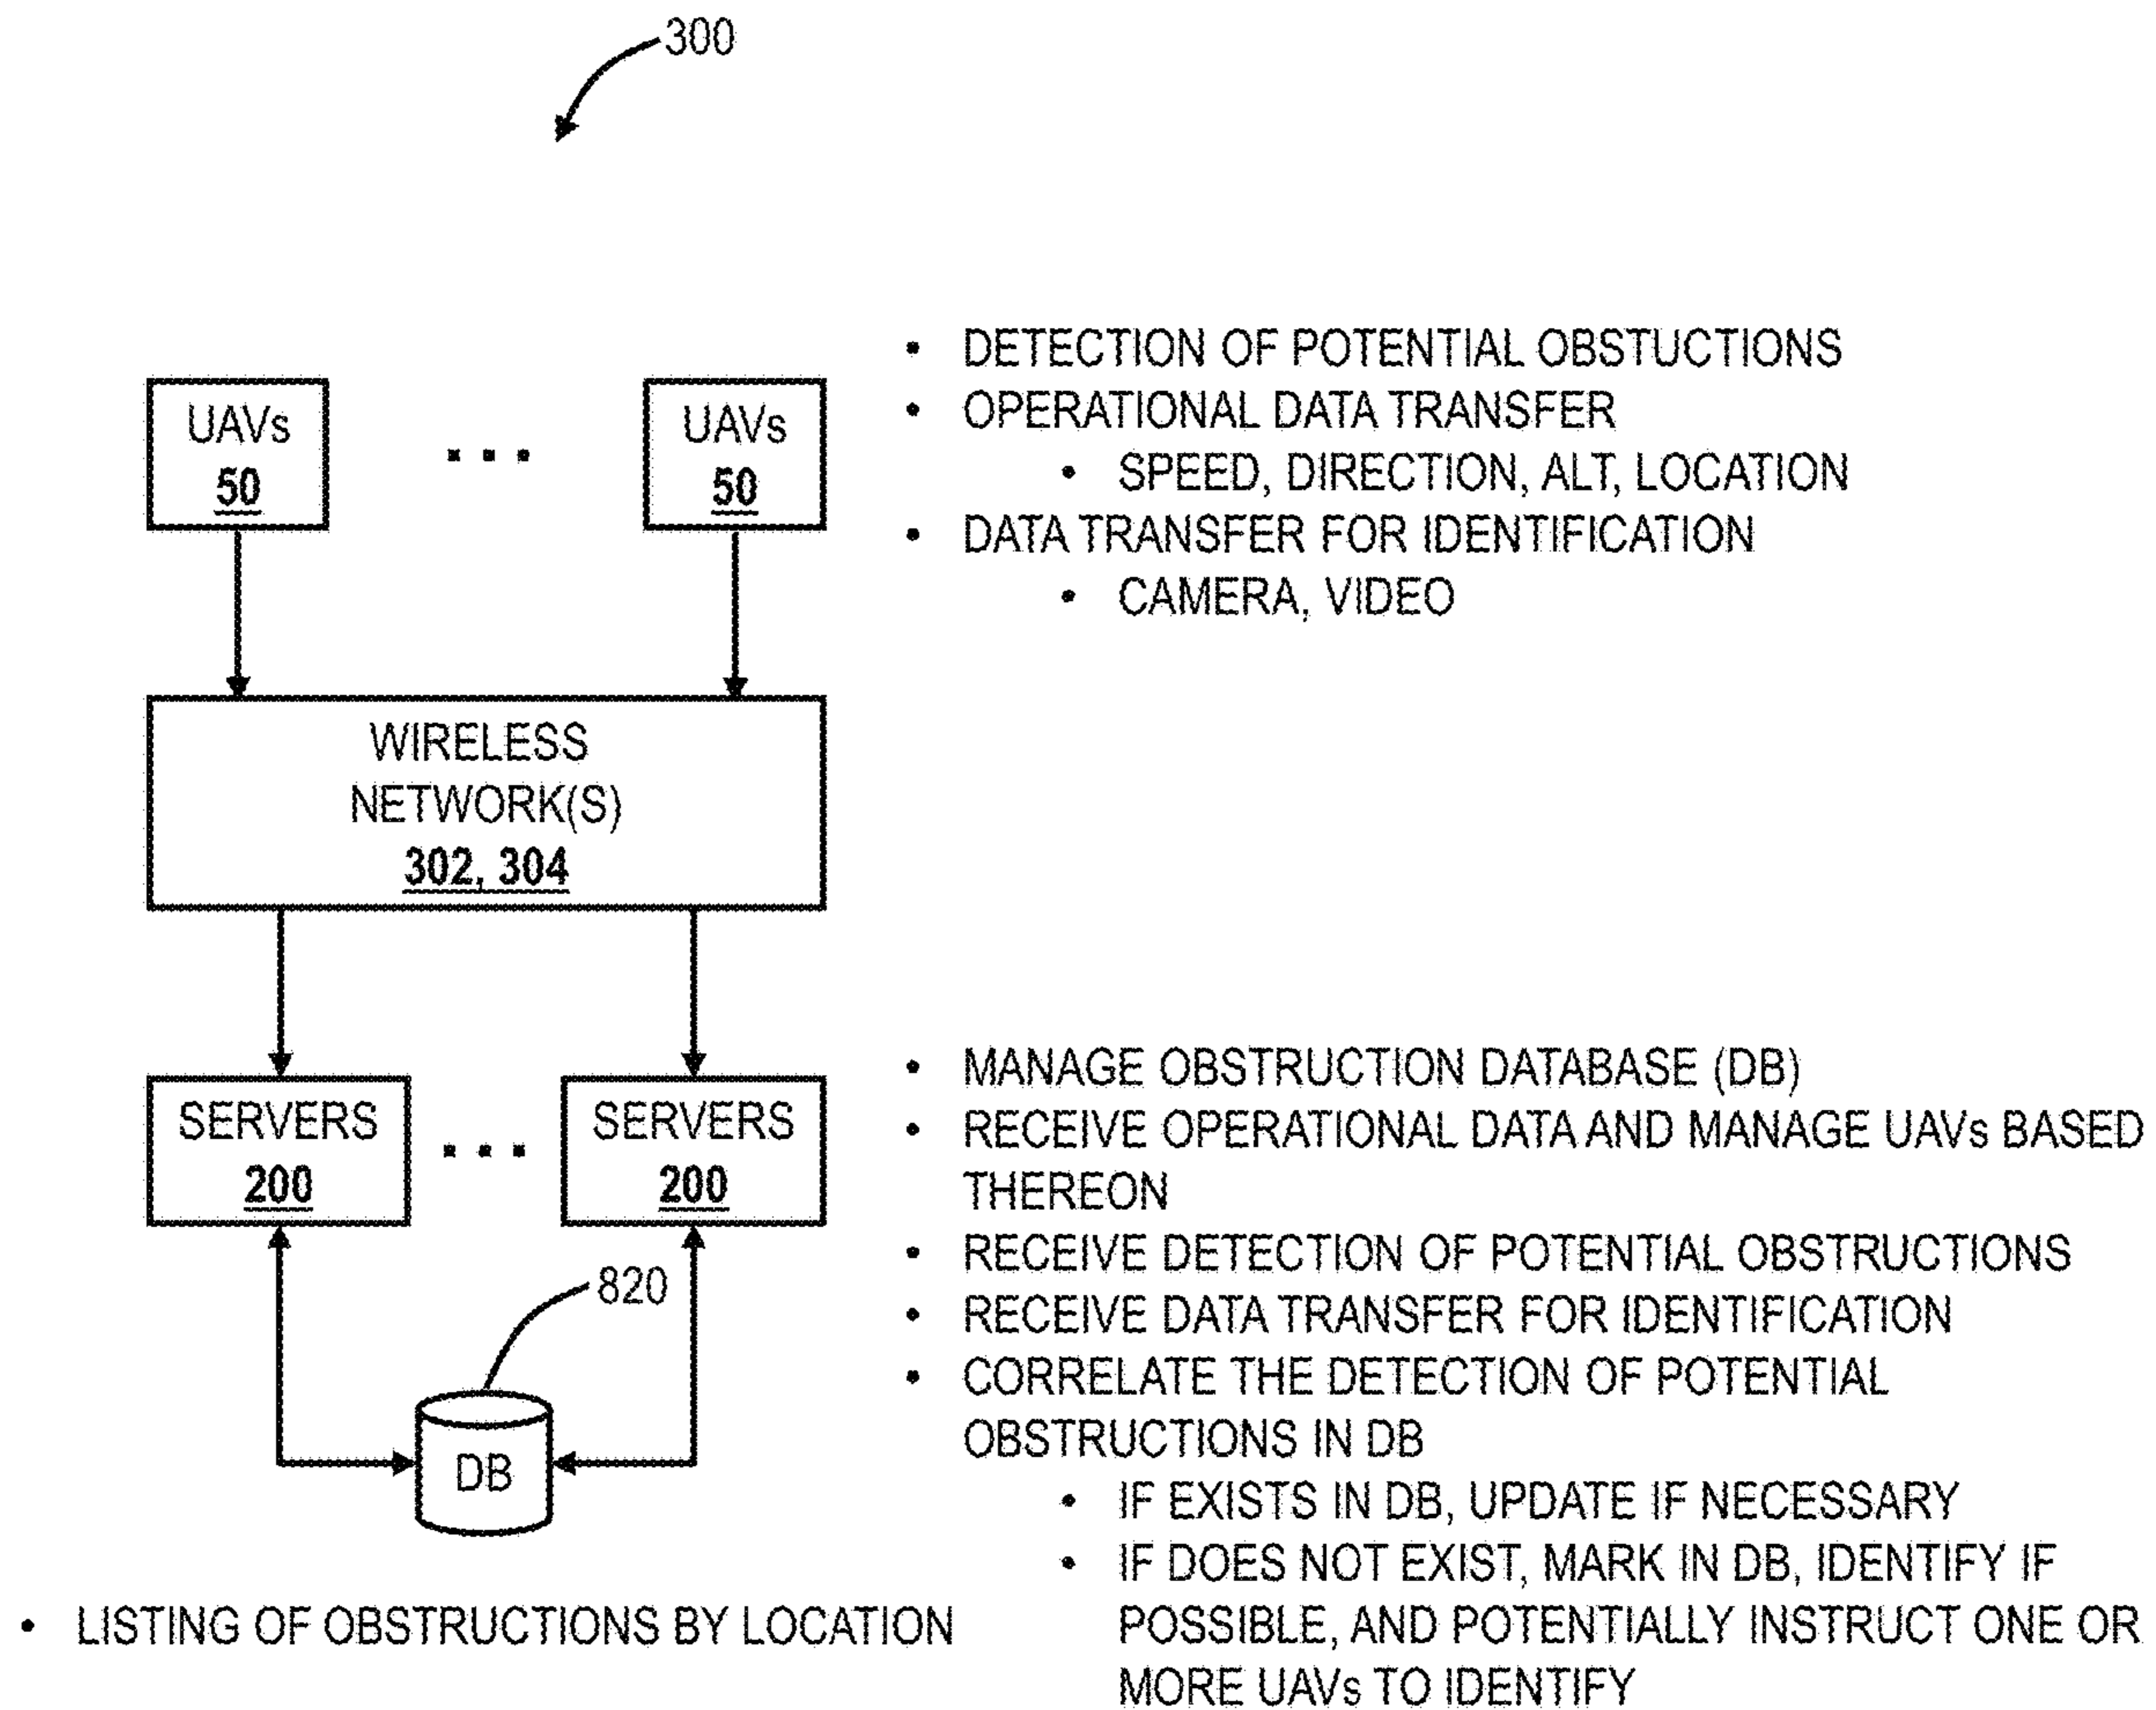 300
UAVs
50
. . .
UAVs
50
• DETECTION OF POTENTIAL OBSTUCTIONS
• OPERATIONAL DATA TRANSFER
• SPEED, DIRECTION, ALT, LOCATION
• DATA TRANSFER FOR IDENTIFICATION
• CAMERA, VIDEO
WIRELESS
NETWORK(S)
302, 304
SERVERS
200
. . .
SERVERS
200
820
DB
• LISTING OF OBSTRUCTIONS BY LOCATION
• MANAGE OBSTRUCTION DATABASE (DB)
• RECEIVE OPERATIONAL DATA AND MANAGE UAVs BASED
THEREON
• RECEIVE DETECTION OF POTENTIAL OBSTRUCTIONS
• RECEIVE DATA TRANSFER FOR IDENTIFICATION
• CORRELATE THE DETECTION OF POTENTIAL
OBSTRUCTIONS IN DB
• IF EXISTS IN DB, UPDATE IF NECESSARY
• IF DOES NOT EXIST, MARK IN DB, IDENTIFY IF
POSSIBLE, AND POTENTIALLY INSTRUCT ONE OR
MORE UAVs TO IDENTIFY